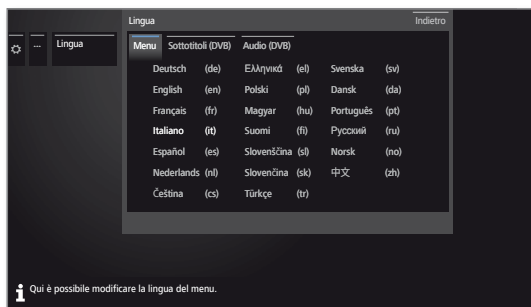 Lingua Indietro
... Lingua
Menu Sottotitoli (DVB) Audio (DVB)
Deutsch (de) Ελληνικά (el) Svenska (sv)
English (en) Polski (pl) Dansk (da)
Français (fr) Magyar (hu) Português (pt)
Italiano (it) Suomi (fi) Русский (ru)
Español (es) Slovenščina (sl) Norsk (no)
Nederlands (nl) Slovenčina (sk) 中文 (zh)
Čeština (cs) Türkçe (tr)
Qui è possibile modificare la lingua del menu.